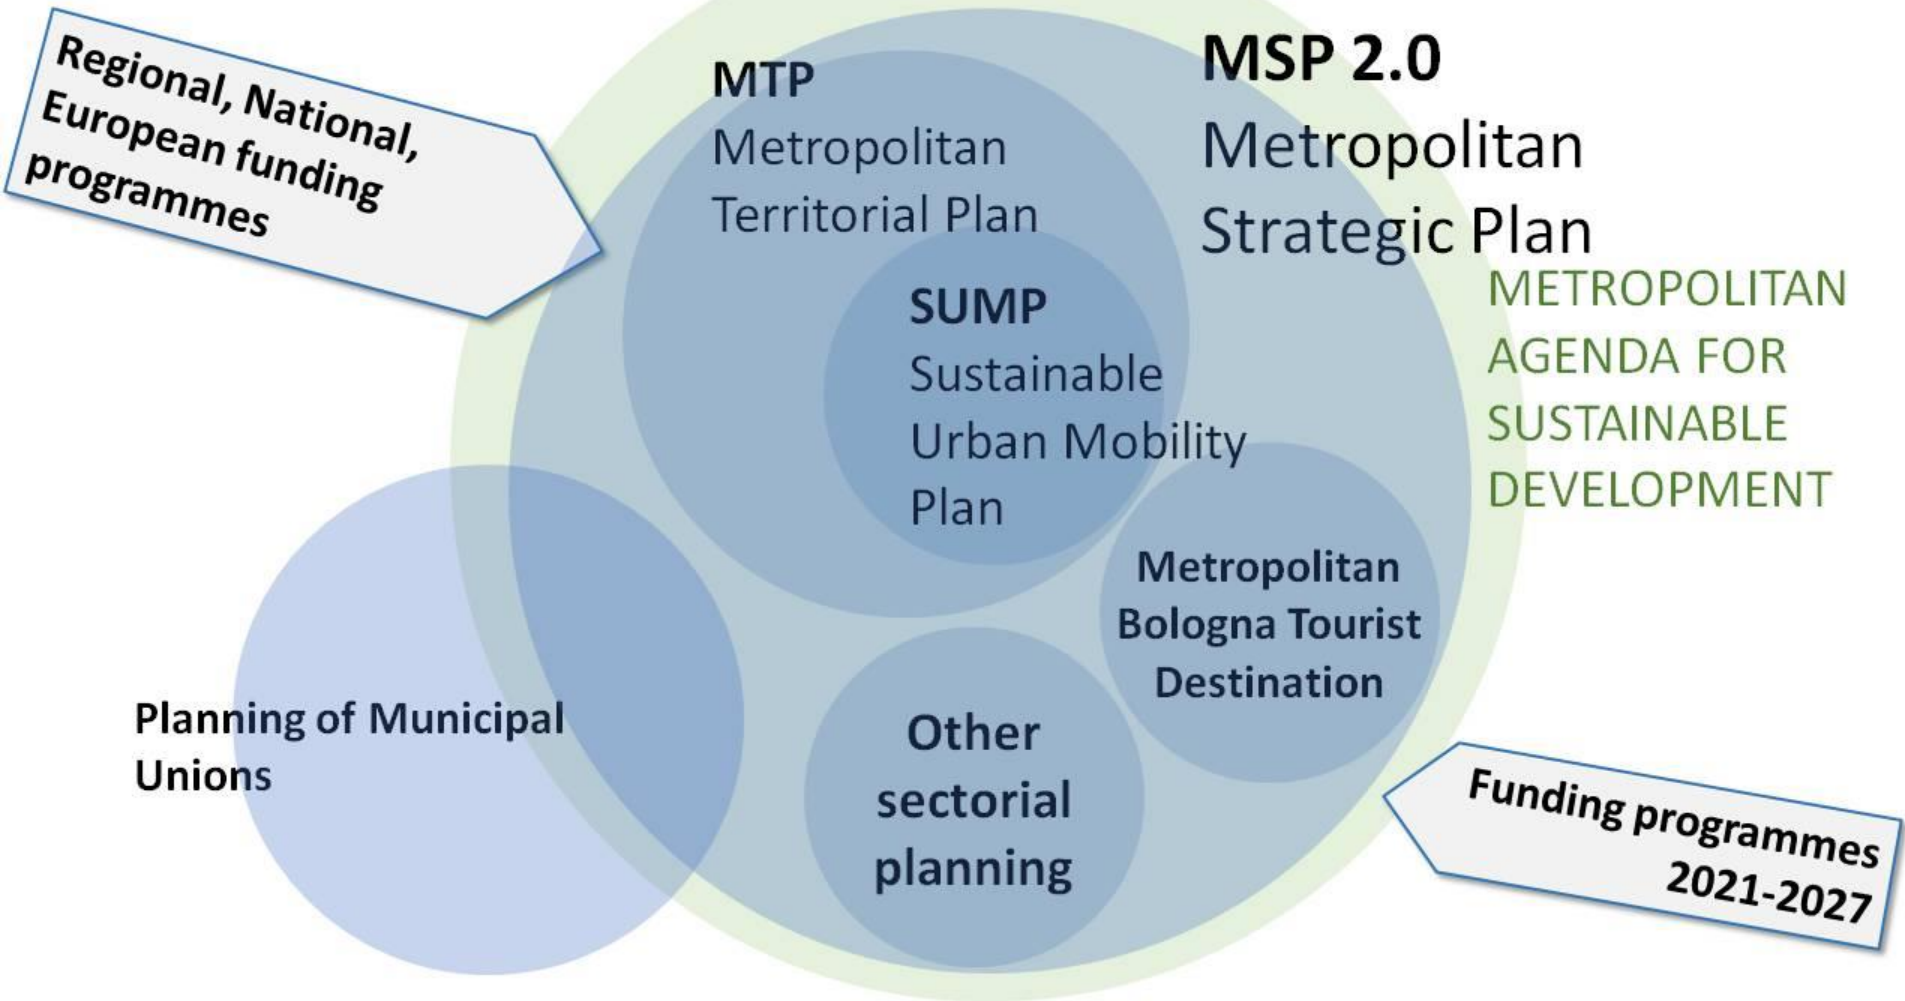 Regional, National,
European funding
programmes
MTP
Metropolitan
Territorial Plan
MSP 2.0
Metropolitan
Strategic Plan
METROPOLITAN
AGENDA FOR
SUSTAINABLE
DEVELOPMENT
SUMP
Sustainable
Urban Mobility
Plan
Metropolitan
Bologna Tourist
Destination
Planning of Municipal
Unions
Other
sectorial
planning
Funding programmes
2021-2027